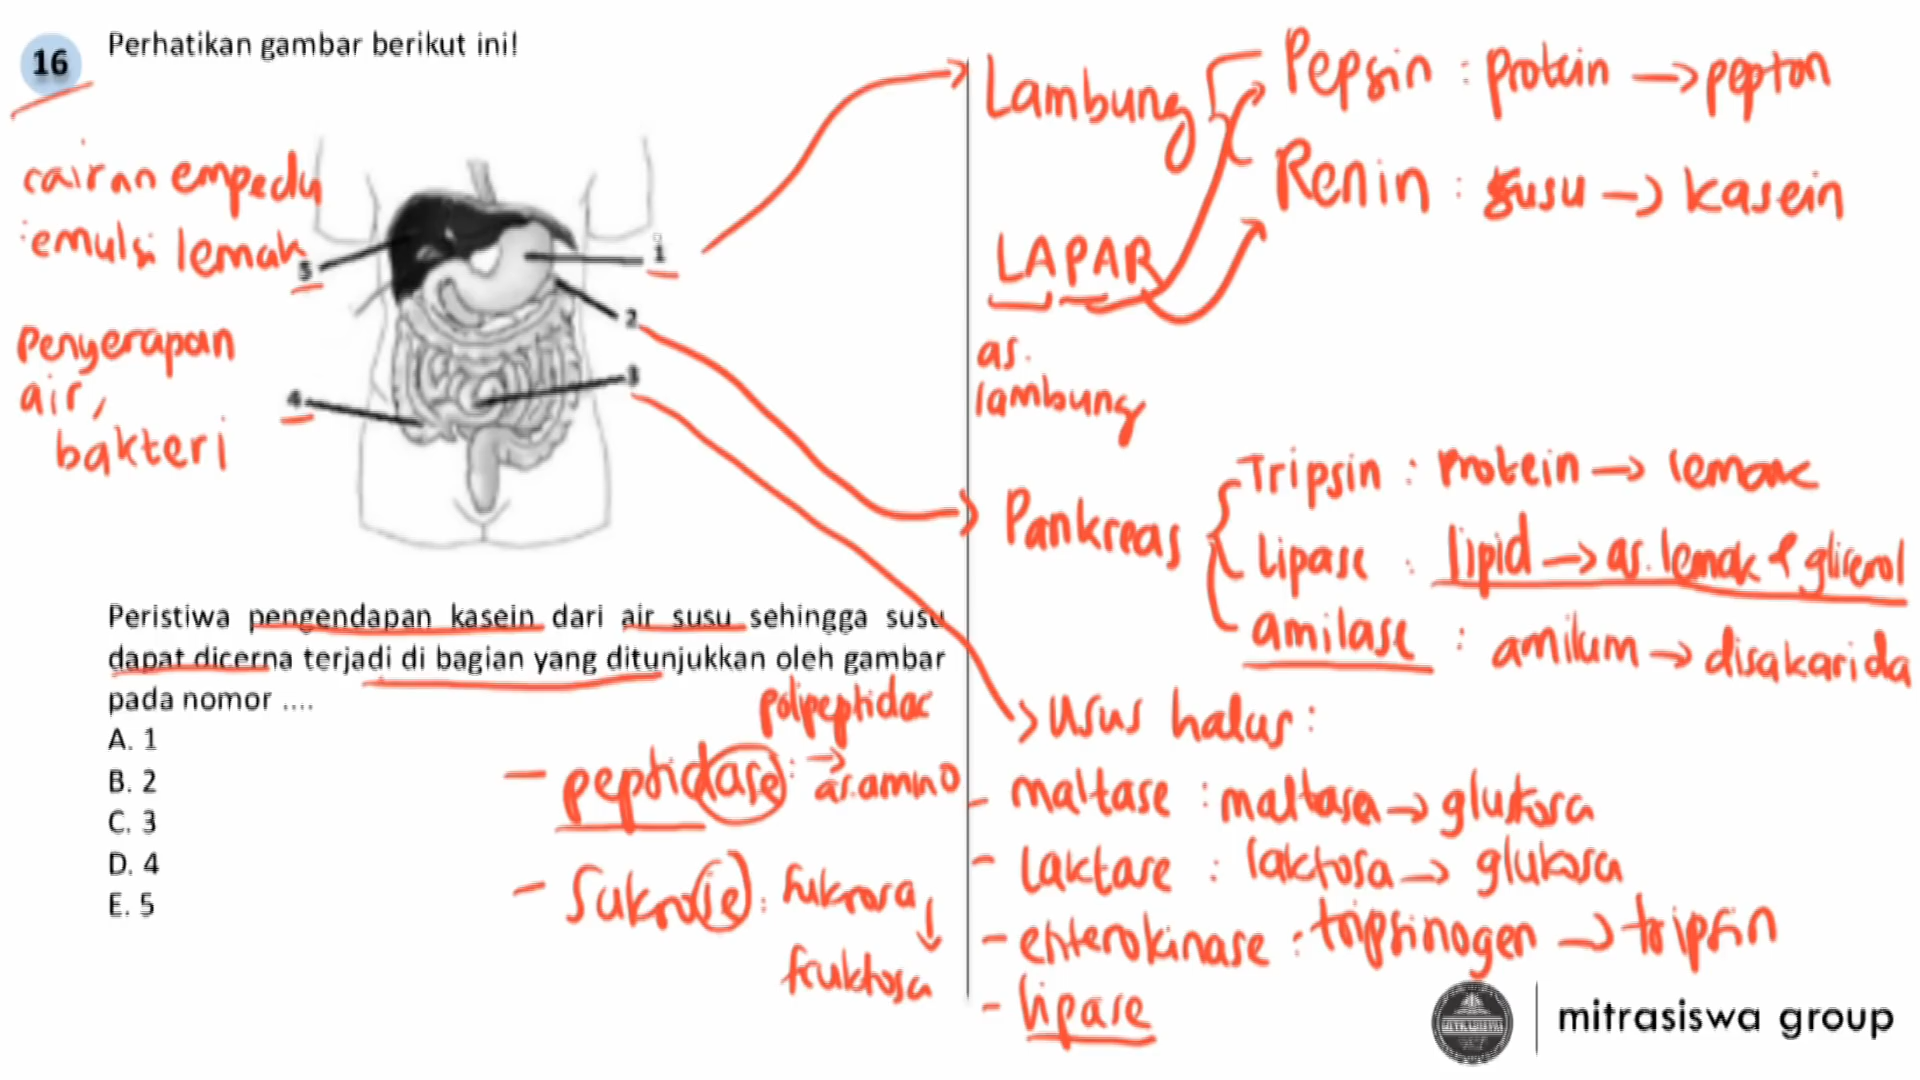 16
Perhatikan gambar berikut ini!
cairan empedu
emulsi lemak
5
1
2
Penyerapan
air,
bakteri
3
4
Peristiwa pengendapan kasein dari air susu sehingga susu
dapat dicerna terjadi di bagian yang ditunjukkan oleh gambar
pada nomor ....
A. 1
B. 2
C. 3
D. 4
E. 5
- peptidase : polipeptida → as. amino
- Sukrose : sukrosa ↓ fruktosa
Lambung
Pepsin : protein → pepton
Renin : susu → kasein
LAPAR
as.
lambung
Pankreas
Tripsin : protein → lemak
Lipase : lipid → as. lemak & gliserol
amilase : amilum → disakarida
usus halus :
- maltase : maltasa → glukosa
- laktase : laktosa → glukosa
- enterokinase : tripsinogen → tripsin
- lipase
mitrasiswa group